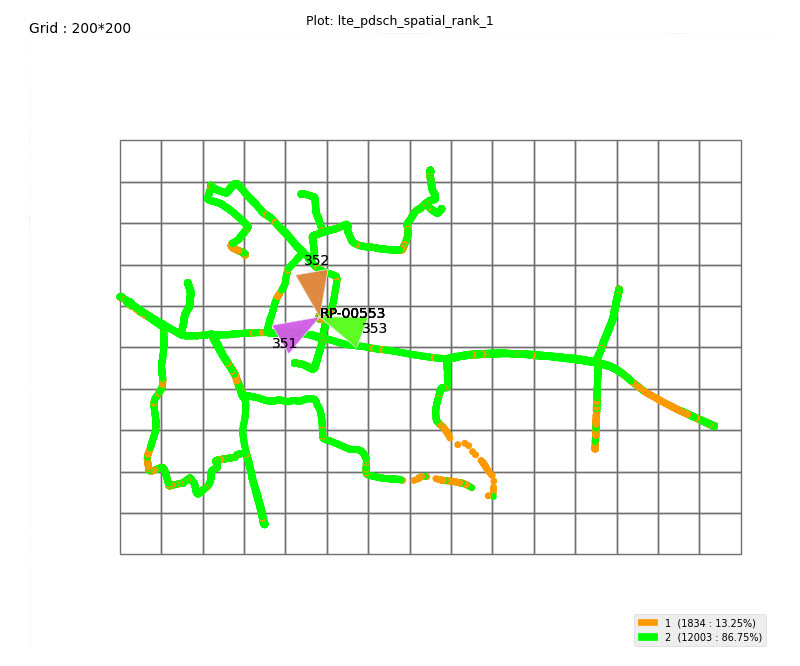 Plot: lte_pdsch_spatial_rank_1
Grid : 200*200
352
RP-00553
353
351
1 (1834 : 13.25%)
2 (12003 : 86.75%)